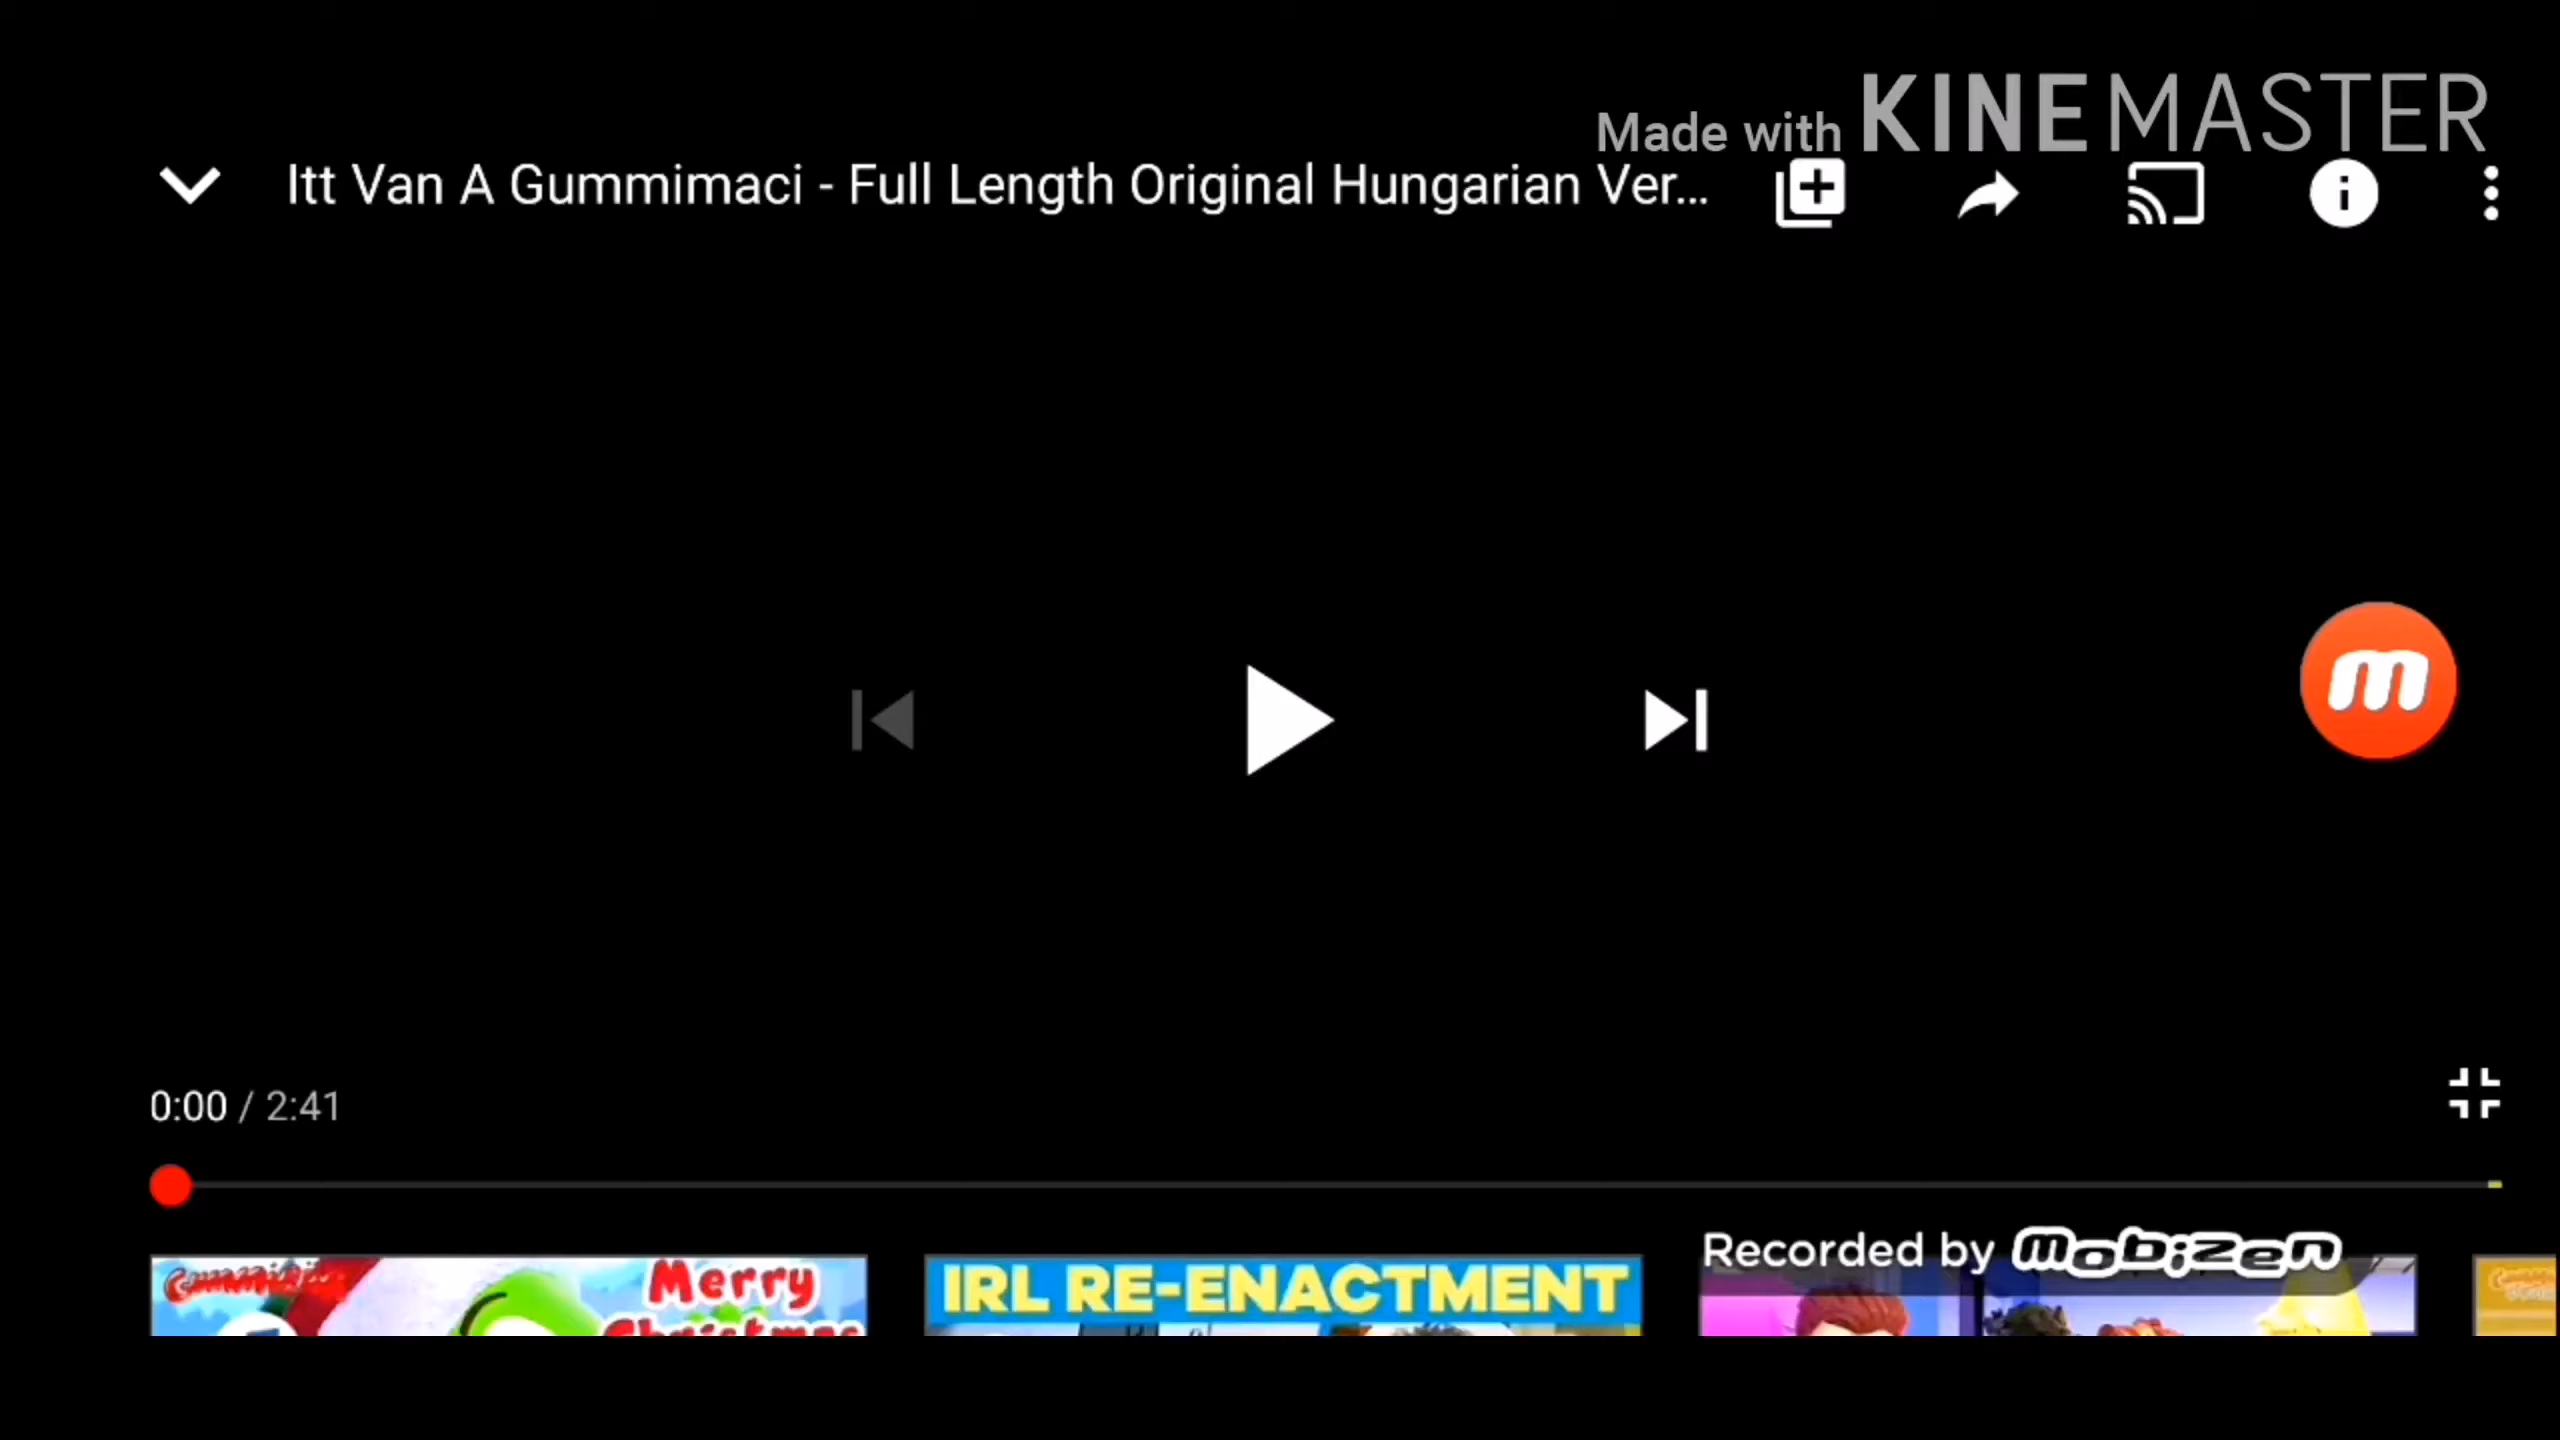 Made with KINEMASTER
Itt Van A Gummimaci - Full Length Original Hungarian Ver...
m
0:00 / 2:41
Recorded by mobizen
Merry
Christmas
IRL RE-ENACTMENT